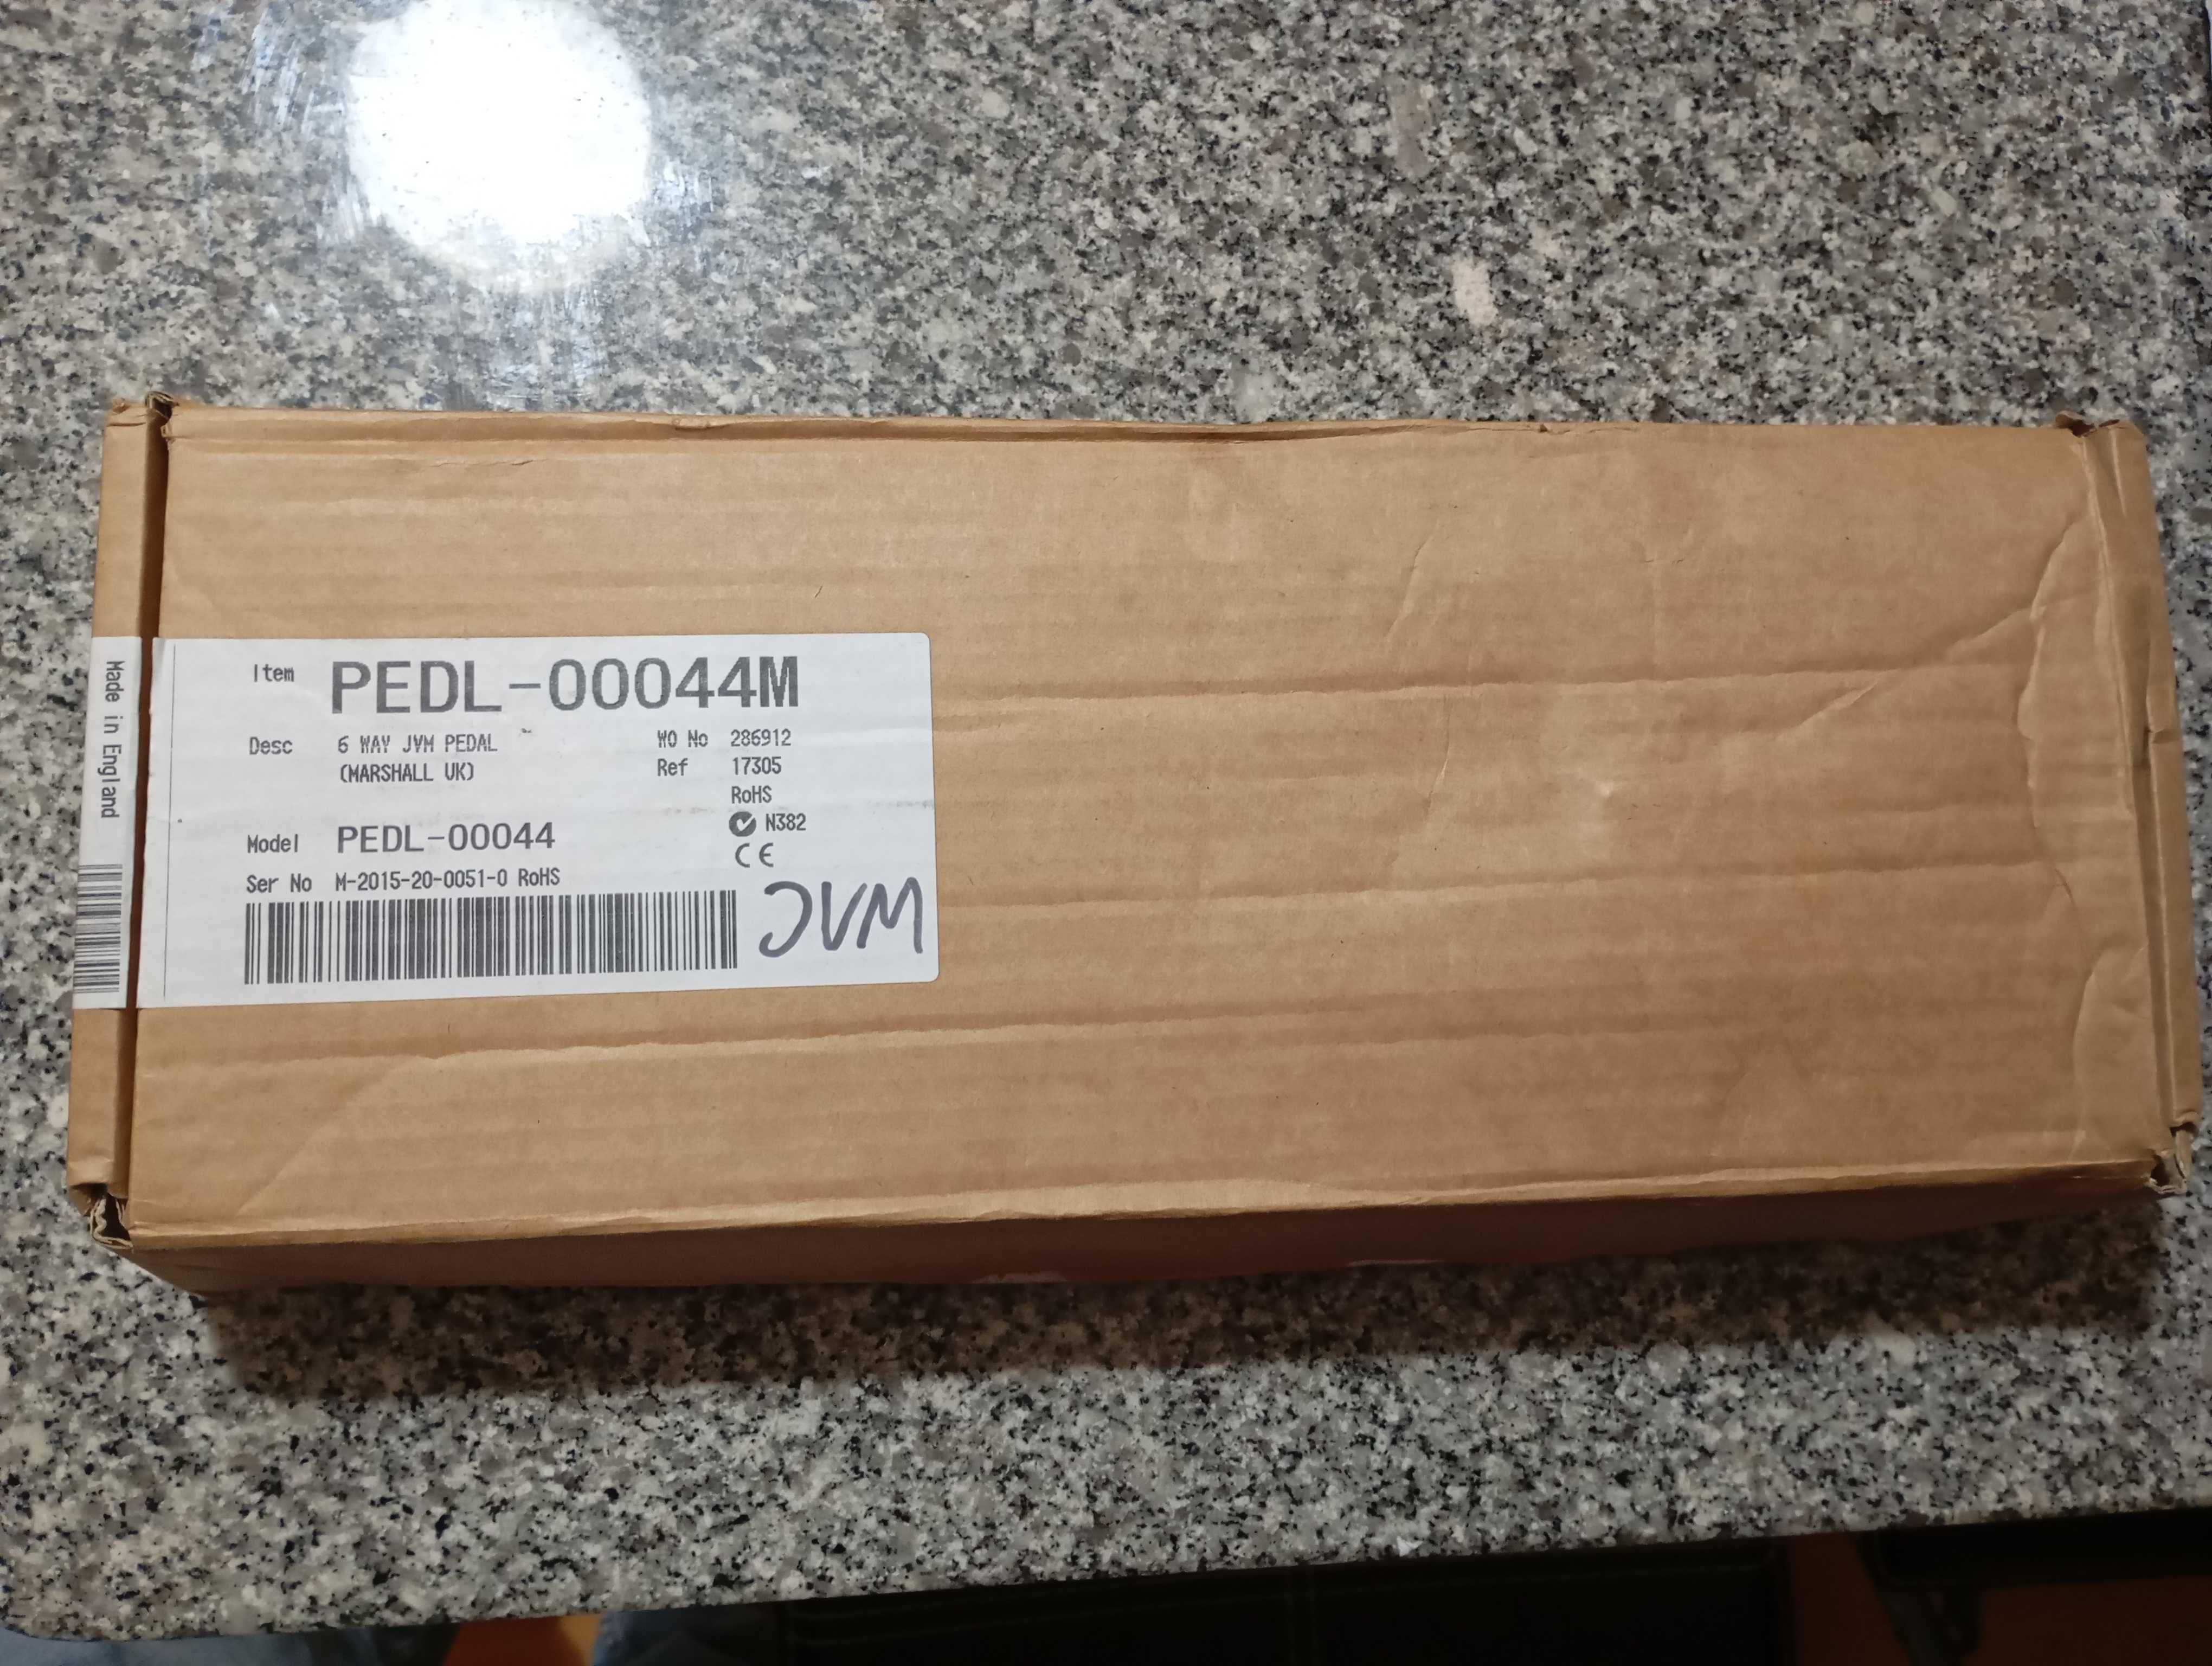 Made in England
Item PEDL-00044M
Desc 6 WAY JVM PEDAL
(MARSHALL UK)
WO No 286912
Ref 17305
RoHS
N382
CE
Model PEDL-00044
Ser No M-2015-20-0051-0 RoHS
JVM